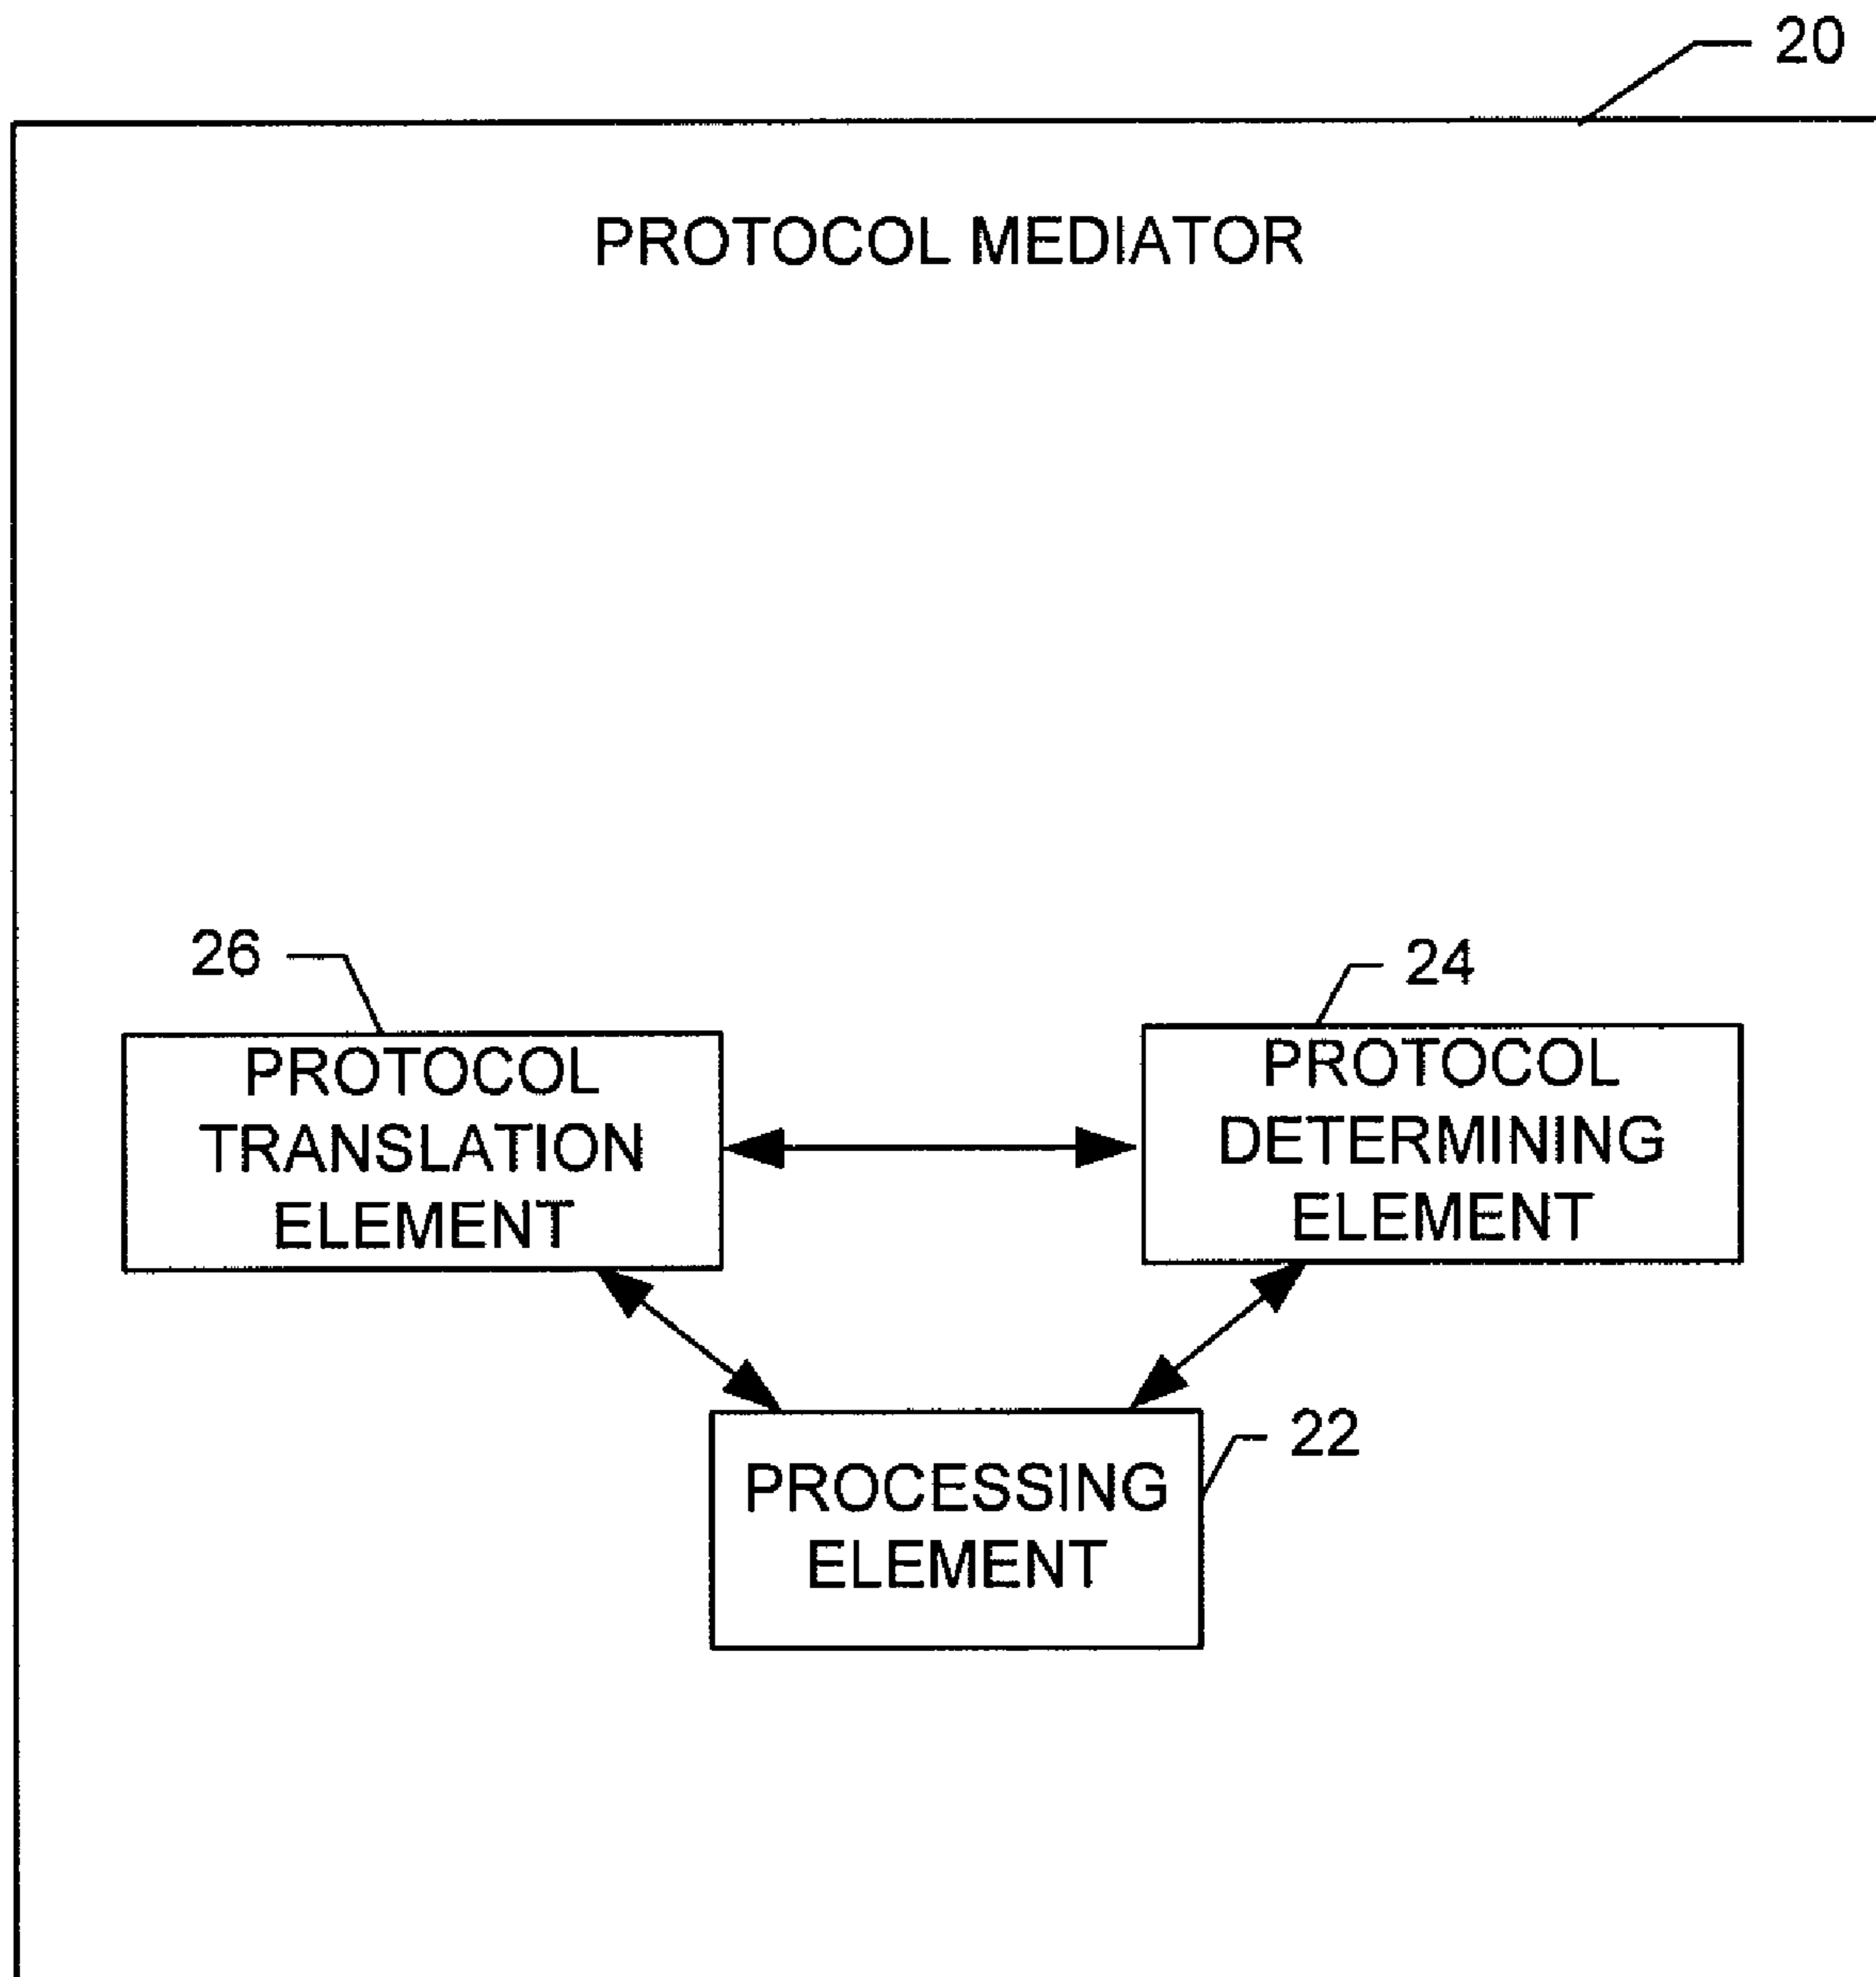 20
PROTOCOL MEDIATOR
26
24
PROTOCOL
TRANSLATION
ELEMENT
PROTOCOL
DETERMINING
ELEMENT
22
PROCESSING
ELEMENT